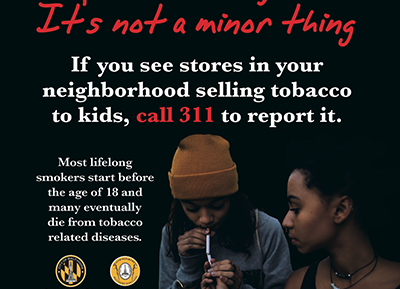 It's not a minor thing
If you see stores in your
neighborhood selling tobacco
to kids, call 311 to report it.
Most lifelong
smokers start before
the age of 18 and
many eventually
die from tobacco
related diseases.